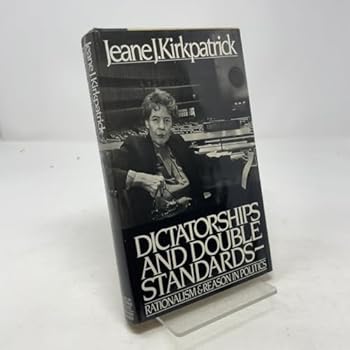 Jeane J. Kirkpatrick
DICTATORSHIPS
AND DOUBLE
STANDARDS—
RATIONALISM & REASON IN POLITICS
Jeane J. Kirkpatrick